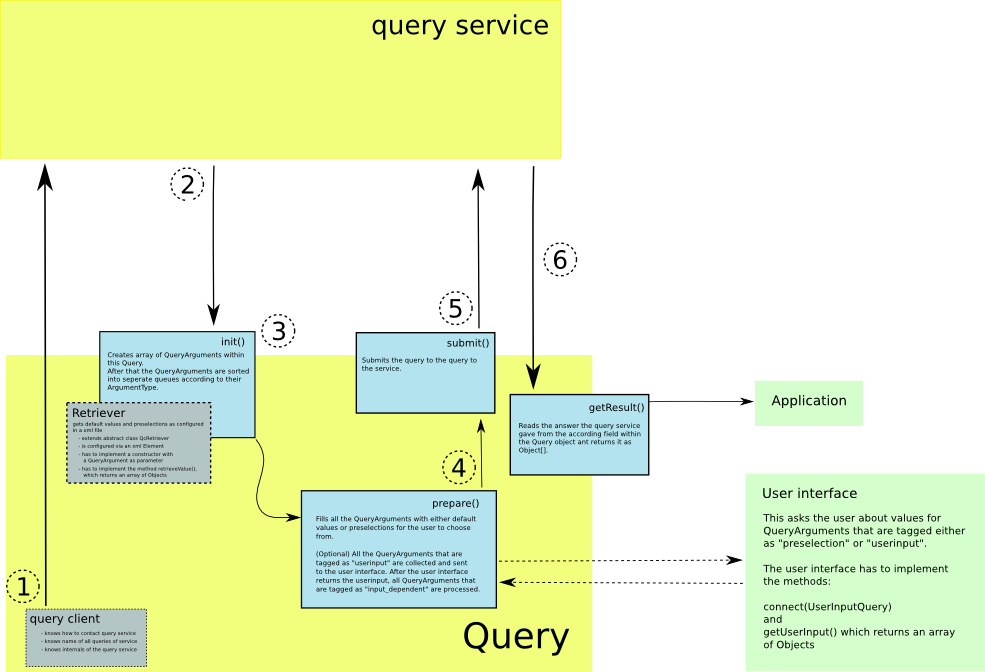 query service
2
6
3
5
init()
Creates array of QueryArguments within
this Query.
After that the QueryArguments are sorted
into seperate queues according to their
ArgumentType.
submit()
Submits the query to the query to
the service.
Retriever
gets default values and preselections as configured
in a xml file
- extends abstract class QcRetriever
- is configured via an xml Element
- has to implement a constructor with
a QueryArgument as parameter
- has to implement the method retrieveValue(),
which returns an array of Objects
getResult()
Reads the answer the query service
gave from the according field within
the Query object ant returns it as
Object[].
Application
4
prepare()
Fills all the QueryArguments with either default
values or preselections for the user to choose
from.
(Optional) All the QueryArguments that are
tagged as "userinput" are collected and sent
to the user interface. After the user interface
returns the userinput, all QueryArguments that
are tagged as "input_dependent" are processed.
User interface
This asks the user about values for
QueryArguments that are tagged either
as "preselection" or "userinput".
The user interface has to implement
the methods:
connect(UserInputQuery)
and
getUserInput() which returns an array
of Objects
1
query client
- knows how to contact query service
- knows name of all queries of service
- knows internals of the query service
Query